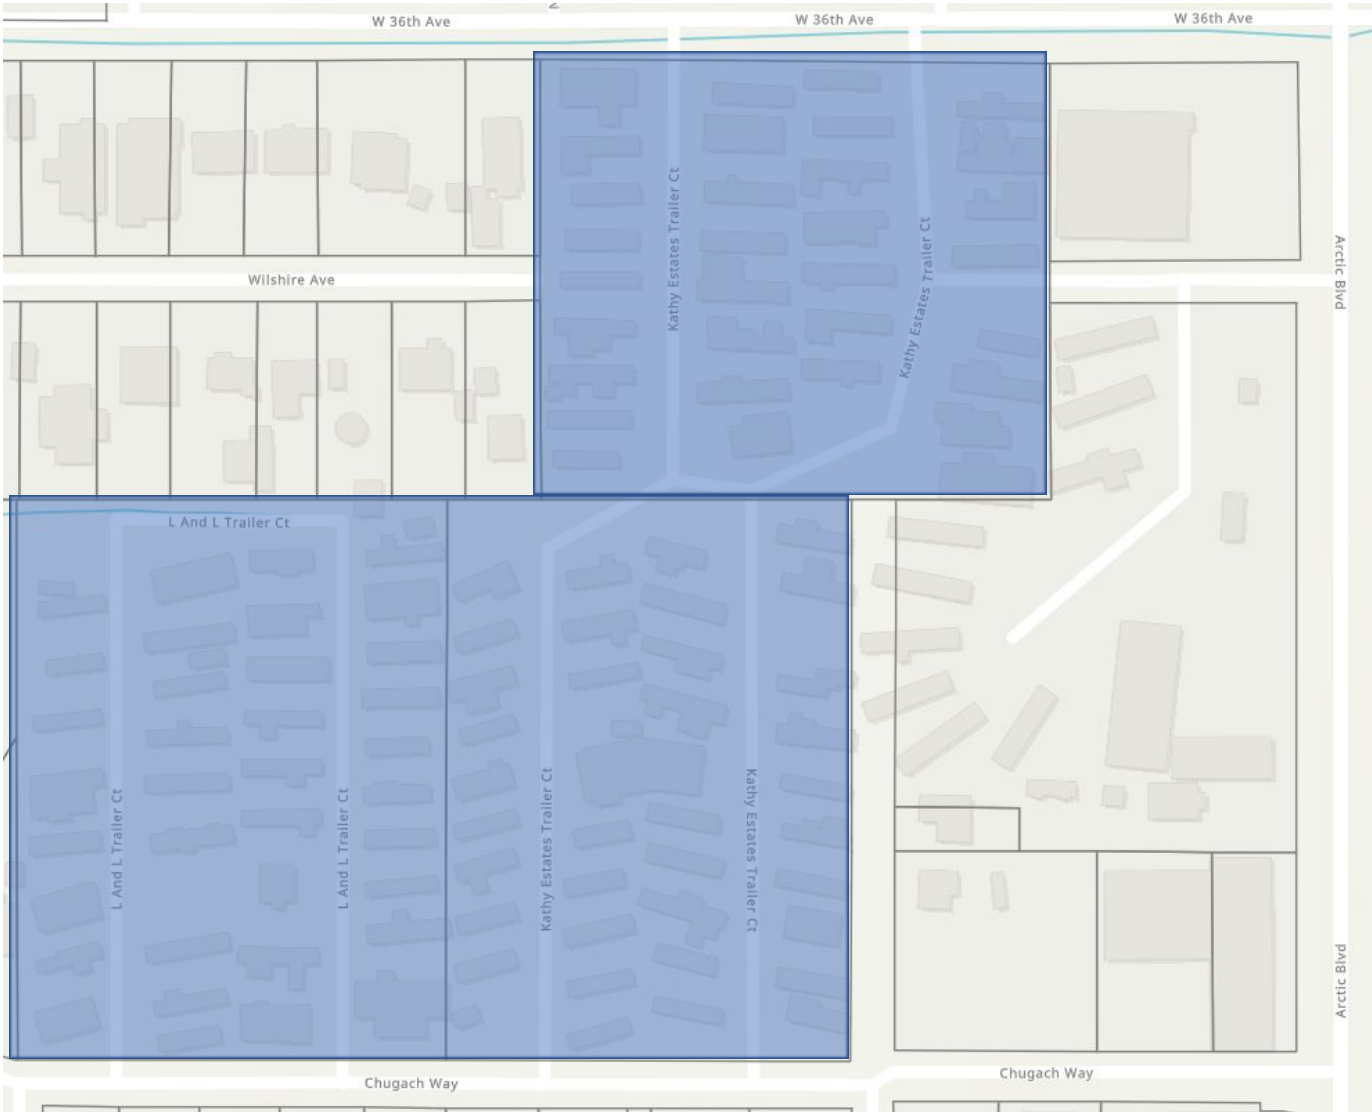 W 36th Ave
W 36th Ave
W 36th Ave
Kathy Estates Trailer Ct
Kathy Estates Trailer Ct
Arctic Blvd
Wilshire Ave
L And L Trailer Ct
L And L Trailer Ct
L And L Trailer Ct
Kathy Estates Trailer Ct
Kathy Estates Trailer Ct
Arctic Blvd
Chugach Way
Chugach Way